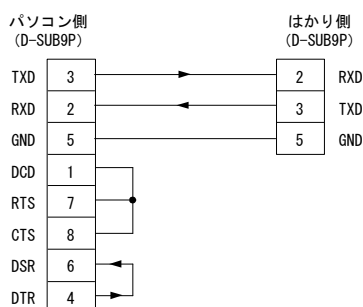 パソコン側 はかり側
(D-SUB9P) (D-SUB9P)
TXD 3 2 RXD
RXD 2 3 TXD
GND 5 5 GND
DCD 1
RTS 7
CTS 8
DSR 6
DTR 4